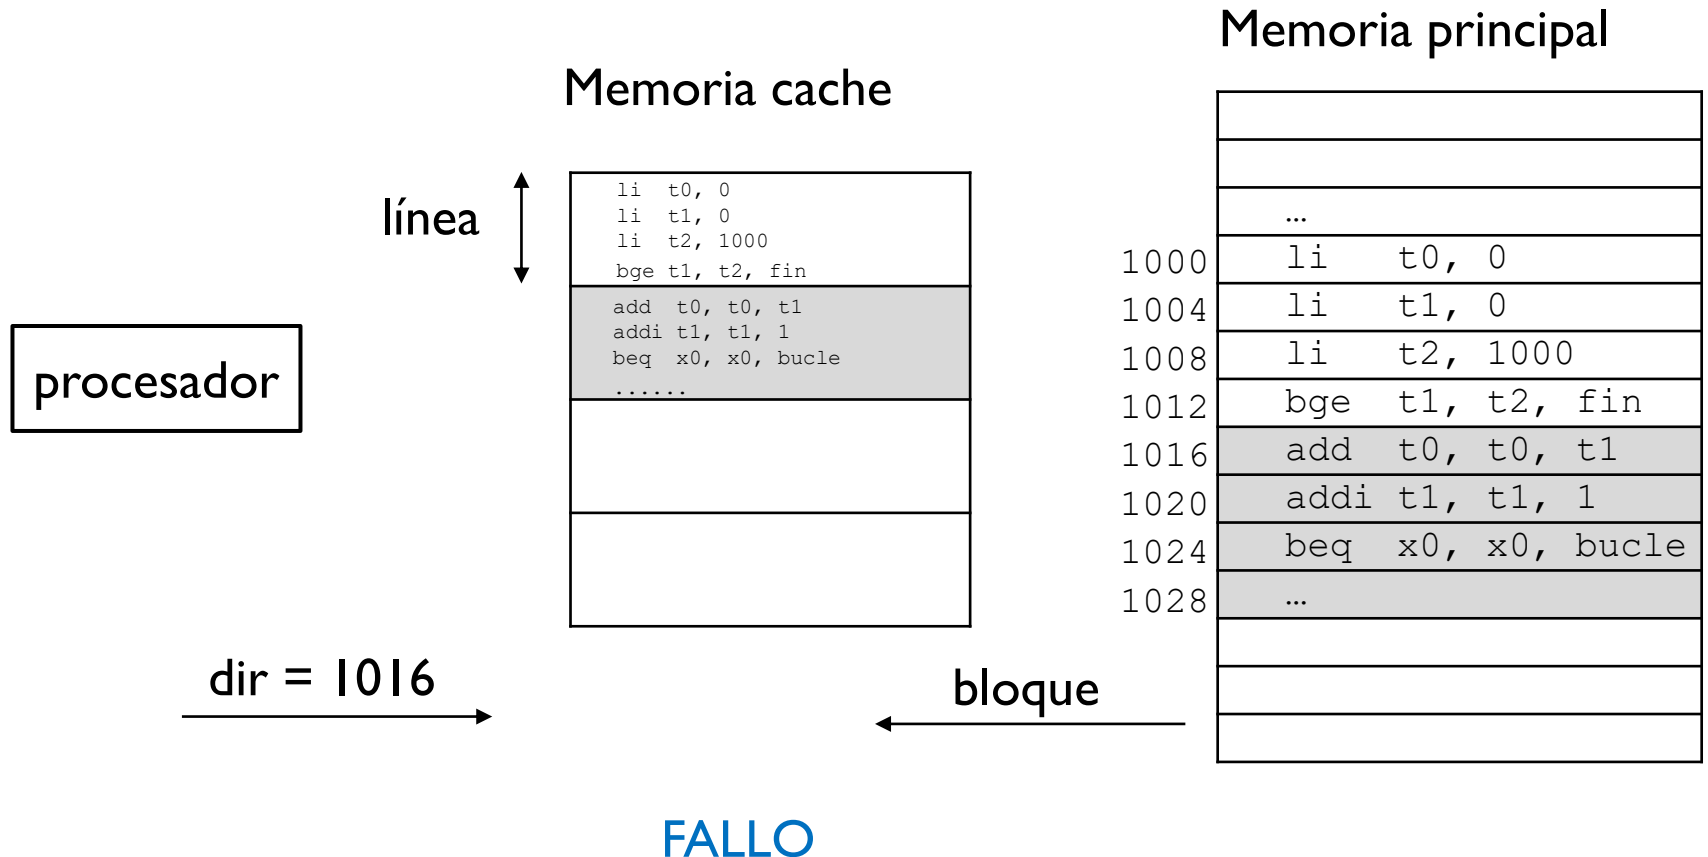 Memoria principal
Memoria cache
línea
li t0, 0
li t1, 0
li t2, 1000
bge t1, t2, fin
add t0, t0, t1
addi t1, t1, 1
beq x0, x0, bucle
......
procesador
…
1000 li t0, 0
1004 li t1, 0
1008 li t2, 1000
1012 bge t1, t2, fin
1016 add t0, t0, t1
1020 addi t1, t1, 1
1024 beq x0, x0, bucle
1028 …
dir = 1016
bloque
FALLO